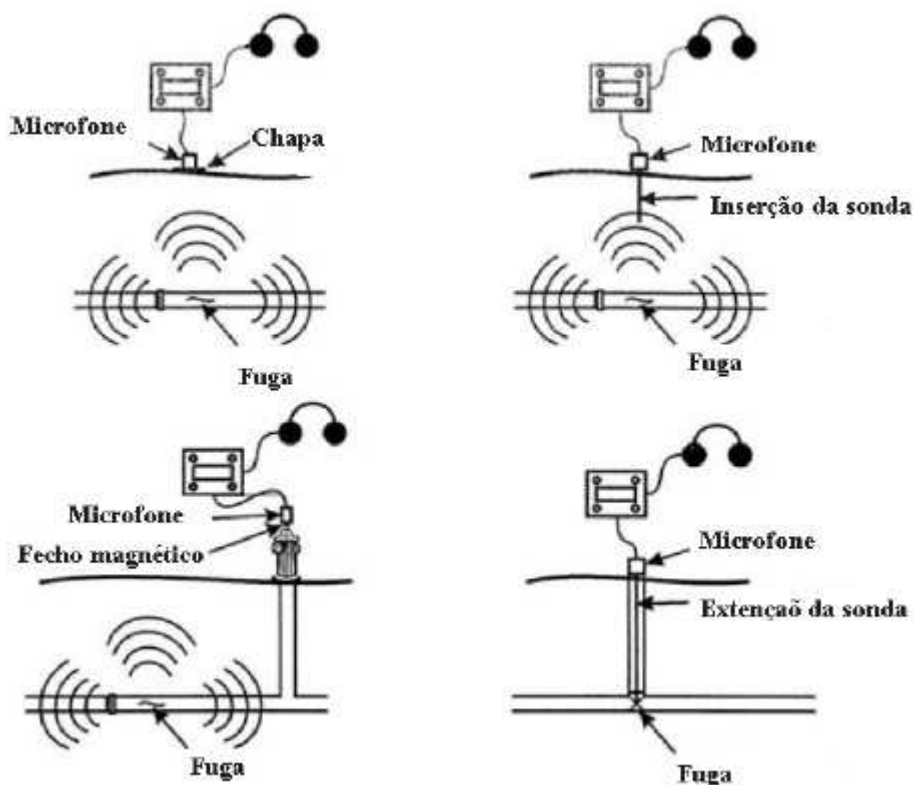 Microfone
Chapa
Fuga
Microfone
Inserção da sonda
Fuga
Microfone
Fecho magnético
Fuga
Microfone
Extençaõ da sonda
Fuga